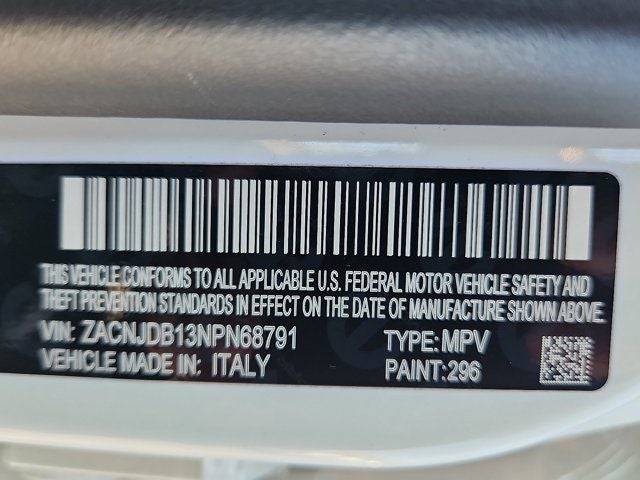 THIS VEHICLE CONFORMS TO ALL APPLICABLE U.S. FEDERAL MOTOR VEHICLE SAFETY AND
THEFT PREVENTION STANDARDS IN EFFECT ON THE DATE OF MANUFACTURE SHOWN ABOVE.
VIN: ZACNJDB13NPN68791 TYPE:MPV
VEHICLE MADE IN: ITALY PAINT:296